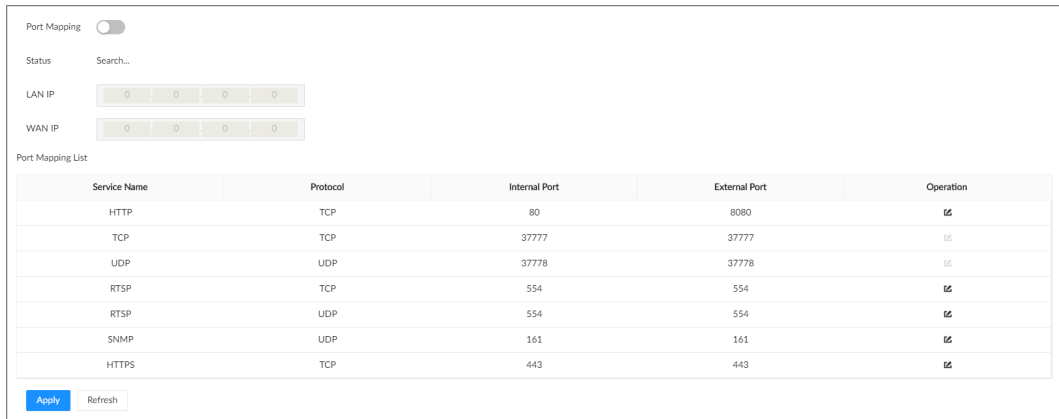 Port Mapping
Status Search...
LAN IP 0 . 0 . 0 . 0
WAN IP 0 . 0 . 0 . 0
Port Mapping List
Service Name Protocol Internal Port External Port Operation
HTTP TCP 80 8080
TCP TCP 37777 37777
UDP UDP 37778 37778
RTSP TCP 554 554
RTSP UDP 554 554
SNMP UDP 161 161
HTTPS TCP 443 443
Apply Refresh